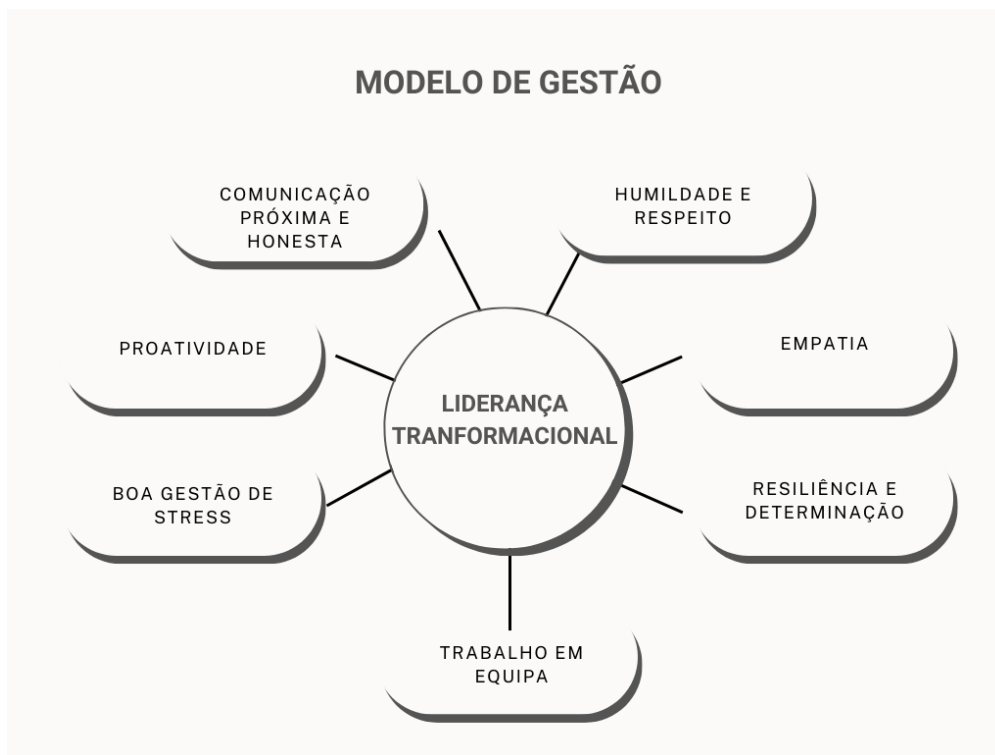 MODELO DE GESTÃO
COMUNICAÇÃO
PRÓXIMA E
HONESTA
HUMILDADE E
RESPEITO
PROATIVIDADE
EMPATIA
LIDERANÇA
TRANFORMACIONAL
BOA GESTÃO DE
STRESS
RESILIÊNCIA E
DETERMINAÇÃO
TRABALHO EM
EQUIPA